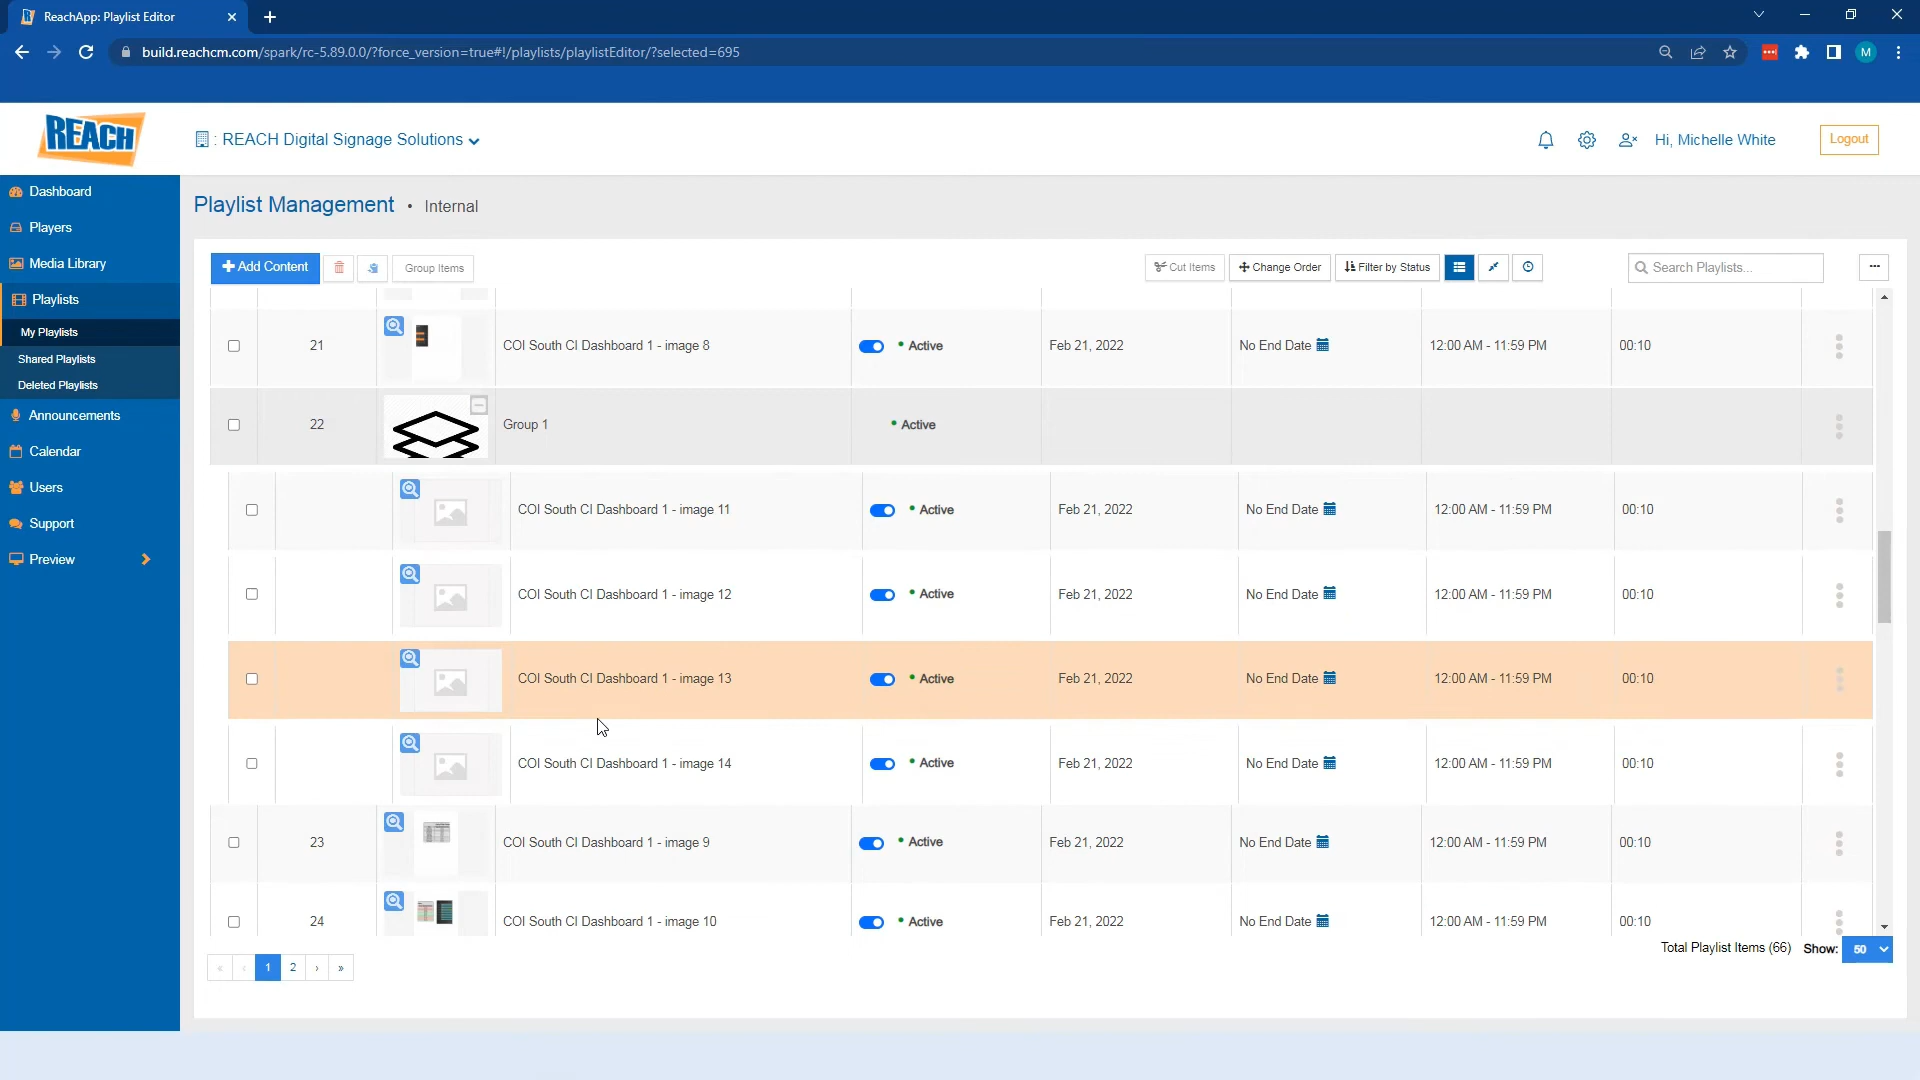 ReachApp: Playlist Editor
build.reachcm.com/spark/rc-5.89.0.0/?force_version=true#!/playlists/playlistEditor/?selected=695
M
REACH
: REACH Digital Signage Solutions
Hi, Michelle White
Logout
Dashboard
Players
Media Library
Playlists
My Playlists
Shared Playlists
Deleted Playlists
Announcements
Calendar
Users
Support
Preview
Playlist Management • Internal
Add Content
Group Items
Cut Items
Change Order
Filter by Status
Search Playlists...
21 COI South CI Dashboard 1 - image 8 Active Feb 21, 2022 No End Date 12:00 AM - 11:59 PM 00:10
22 Group 1 Active
COI South CI Dashboard 1 - image 11 Active Feb 21, 2022 No End Date 12:00 AM - 11:59 PM 00:10
COI South CI Dashboard 1 - image 12 Active Feb 21, 2022 No End Date 12:00 AM - 11:59 PM 00:10
COI South CI Dashboard 1 - image 13 Active Feb 21, 2022 No End Date 12:00 AM - 11:59 PM 00:10
COI South CI Dashboard 1 - image 14 Active Feb 21, 2022 No End Date 12:00 AM - 11:59 PM 00:10
23 COI South CI Dashboard 1 - image 9 Active Feb 21, 2022 No End Date 12:00 AM - 11:59 PM 00:10
24 COI South CI Dashboard 1 - image 10 Active Feb 21, 2022 No End Date 12:00 AM - 11:59 PM 00:10
Total Playlist Items (66) Show: 50
« ‹ 1 2 › »